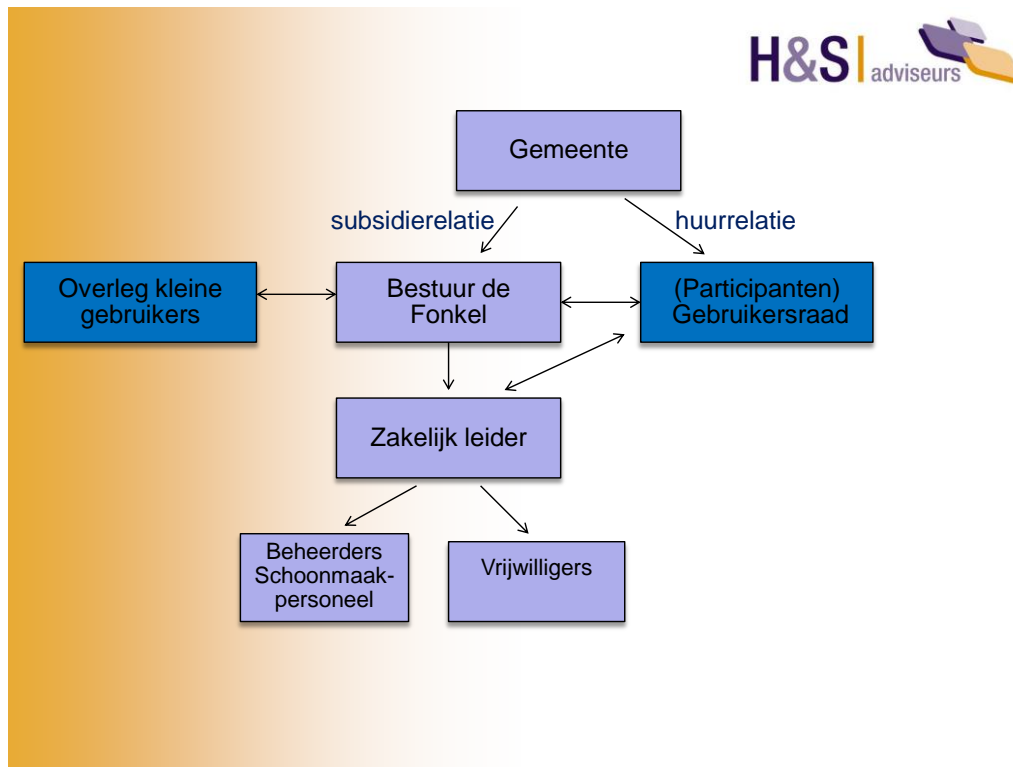 H&S adviseurs
Gemeente
subsidierelatie
huurrelatie
Overleg kleine
gebruikers
Bestuur de
Fonkel
(Participanten)
Gebruikersraad
Zakelijk leider
Beheerders
Schoonmaak-
personeel
Vrijwilligers